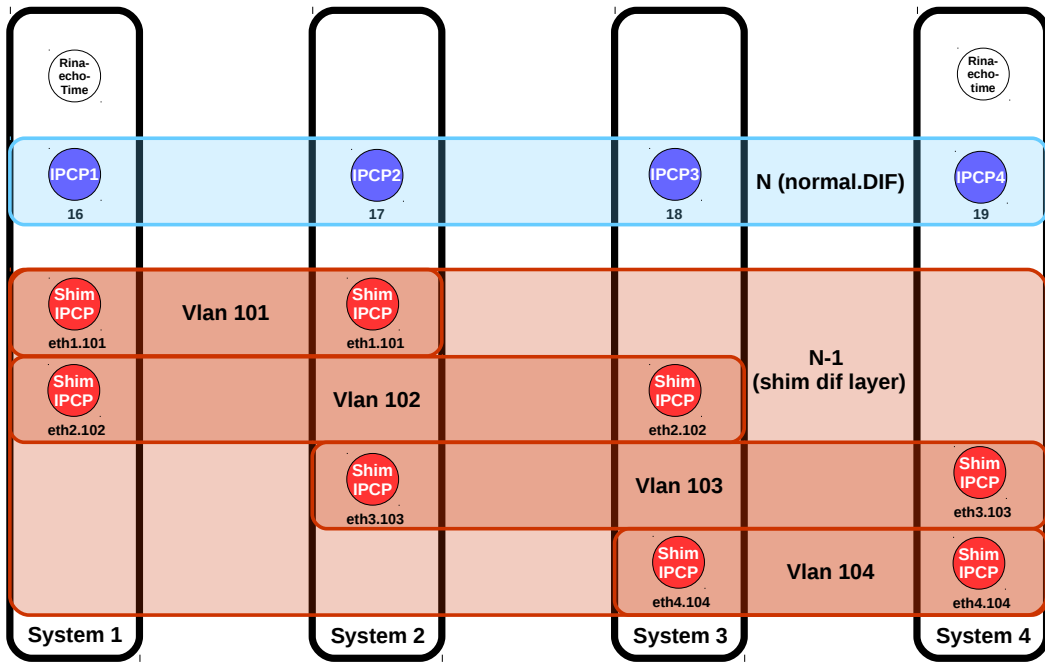 Rina-
echo-
Time
Rina-
echo-
time
IPCP1
IPCP2
IPCP3
N (normal.DIF)
IPCP4
16
17
18
19
Shim
IPCP
eth1.101
Vlan 101
Shim
IPCP
eth1.101
N-1
(shim dif layer)
Shim
IPCP
eth2.102
Vlan 102
Shim
IPCP
eth2.102
Shim
IPCP
eth3.103
Vlan 103
Shim
IPCP
eth3.103
Shim
IPCP
eth4.104
Vlan 104
Shim
IPCP
eth4.104
System 1
System 2
System 3
System 4